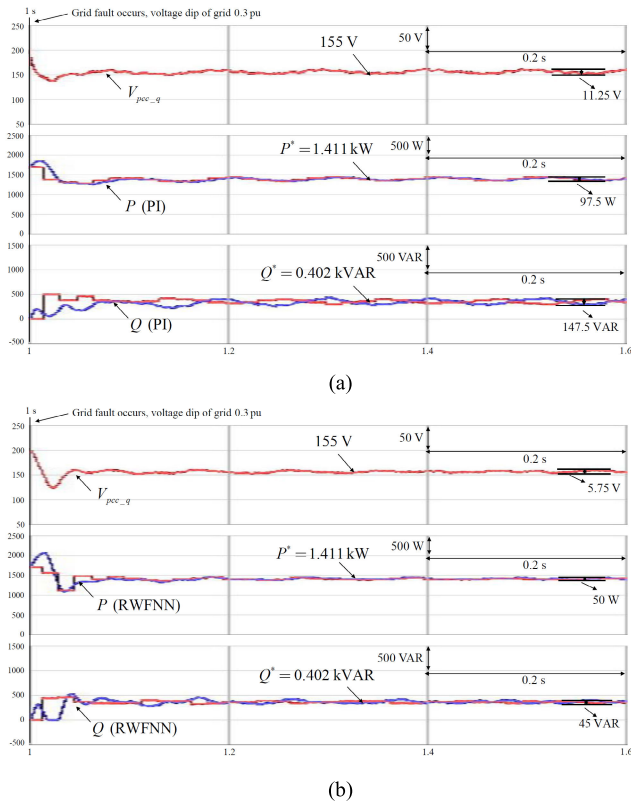 1 s
Grid fault occurs, voltage dip of grid 0.3 pu
250
200
150
100
50
155 V
50 V
0.2 s
V_pcc_q
11.25 V
2500
2000
1500
1000
500
0
P* = 1.411 kW
500 W
0.2 s
P (PI)
97.5 W
1500
1000
500
0
-500
Q* = 0.402 kVAR
500 VAR
0.2 s
Q (PI)
147.5 VAR
1
1.2
1.4
1.6
(a)
1 s
Grid fault occurs, voltage dip of grid 0.3 pu
250
200
150
100
50
155 V
50 V
0.2 s
V_pcc_q
5.75 V
2500
2000
1500
1000
500
0
P* = 1.411 kW
500 W
0.2 s
P (RWFNN)
50 W
1500
1000
500
0
-500
Q* = 0.402 kVAR
500 VAR
0.2 s
Q (RWFNN)
45 VAR
1
1.2
1.4
1.6
(b)